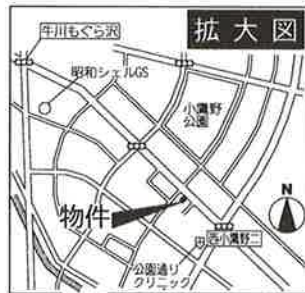 拡大図
牛川もぐら沢
昭和シェルGS
小鷹野
公園
物件
N
西小鷹野二
公園通り
クリニック